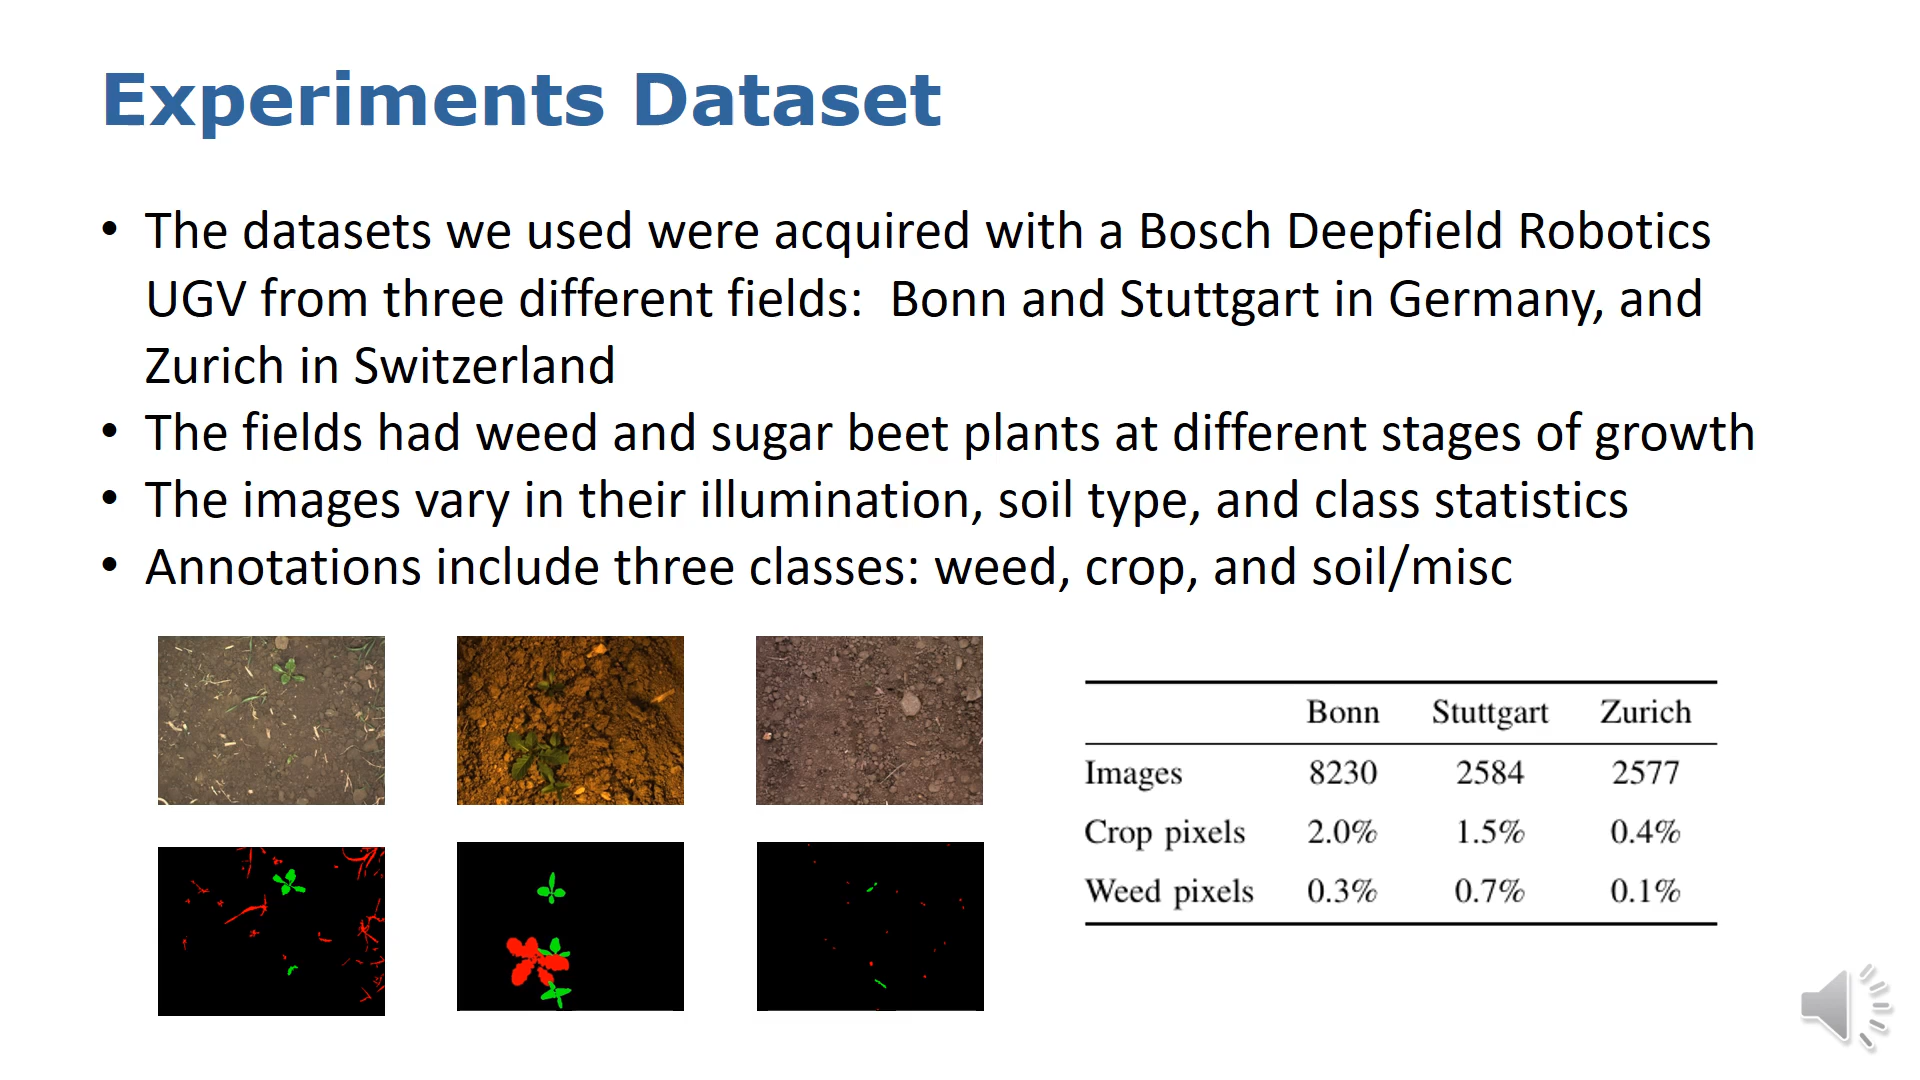 Experiments Dataset
• The datasets we used were acquired with a Bosch Deepfield Robotics
UGV from three different fields:  Bonn and Stuttgart in Germany, and
Zurich in Switzerland
• The fields had weed and sugar beet plants at different stages of growth
• The images vary in their illumination, soil type, and class statistics
• Annotations include three classes: weed, crop, and soil/misc
Bonn Stuttgart Zurich
Images 8230 2584 2577
Crop pixels 2.0% 1.5% 0.4%
Weed pixels 0.3% 0.7% 0.1%